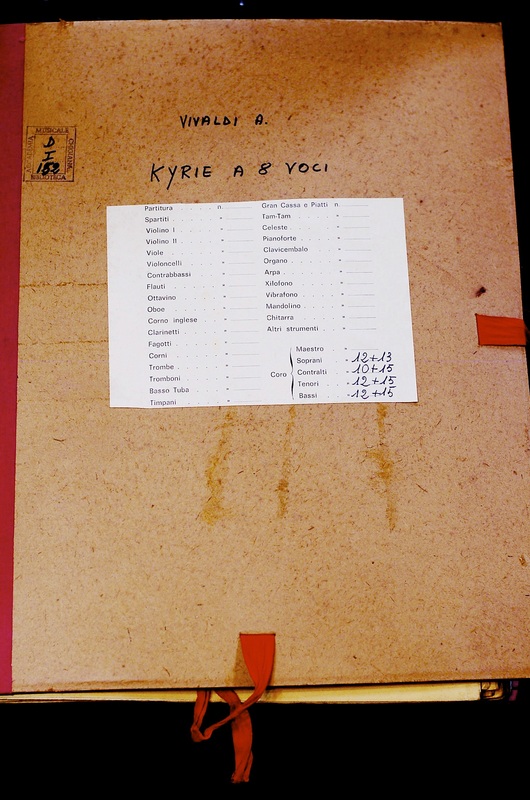 VIVALDI A.
KYRIE A 8 VOCI
MUSICALE
D
I
152
BIBLIOTECA
Partitura . . . . . . n.
Spartiti . . . . . . "
Violino I . . . . . . "
Violino II . . . . . "
Viole . . . . . . . "
Violoncelli . . . . . "
Contrabbassi . . . . "
Flauti . . . . . . . "
Ottavino . . . . . . "
Oboe . . . . . . . "
Corno inglese . . . . "
Clarinetti . . . . . "
Fagotti . . . . . . "
Corni . . . . . . . "
Trombe . . . . . . "
Tromboni . . . . . "
Basso Tuba . . . . . "
Timpani . . . . . . "
Gran Cassa e Piatti n.
Tam-Tam . . . . . "
Celeste . . . . . . "
Pianoforte . . . . . "
Clavicembalo . . . . "
Organo . . . . . . "
Arpa . . . . . . . "
Xilofono . . . . . . "
Vibrafono . . . . . "
Mandolino . . . . . "
Chitarra . . . . . . "
Altri strumenti . . . "
Coro
Maestro . . . "
Soprani . . . " 12+13
Contralti . . . " 10+15
Tenori . . . " 12+15
Bassi . . . " 12+15